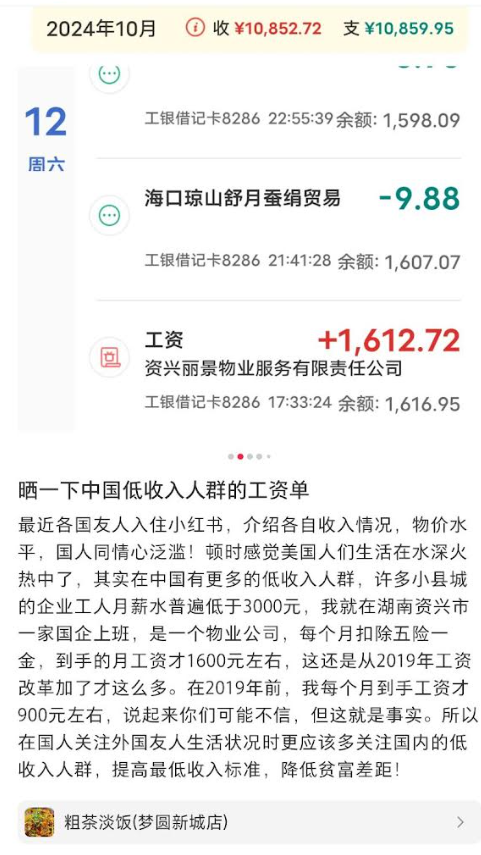 2024年10月 收 ¥10,852.72 支 ¥10,859.95
12
周六
工银借记卡8286 22:55:39 余额: 1,598.09
海口琼山舒月蚕绢贸易 -9.88
工银借记卡8286 21:41:28 余额: 1,607.07
工资 +1,612.72
资兴丽景物业服务有限责任公司
工银借记卡8286 17:33:24 余额: 1,616.95
晒一下中国低收入人群的工资单
最近各国友人入住小红书，介绍各自收入情况，物价水
平，国人同情心泛滥！顿时感觉美国人们生活在水深火
热中了，其实在中国有更多的低收入人群，许多小县城
的企业工人月薪水普遍低于3000元，我就在湖南资兴市
一家国企上班，是一个物业公司，每个月扣除五险一
金，到手的月工资才1600元左右，这还是从2019年工资
改革加了才这么多。在2019年前，我每个月到手工资才
900元左右，说起来你们可能不信，但这就是事实。所以
在国人关注外国友人生活状况时更应该多关注国内的低
收入人群，提高最低收入标准，降低贫富差距！
粗茶淡饭(梦圆新城店)